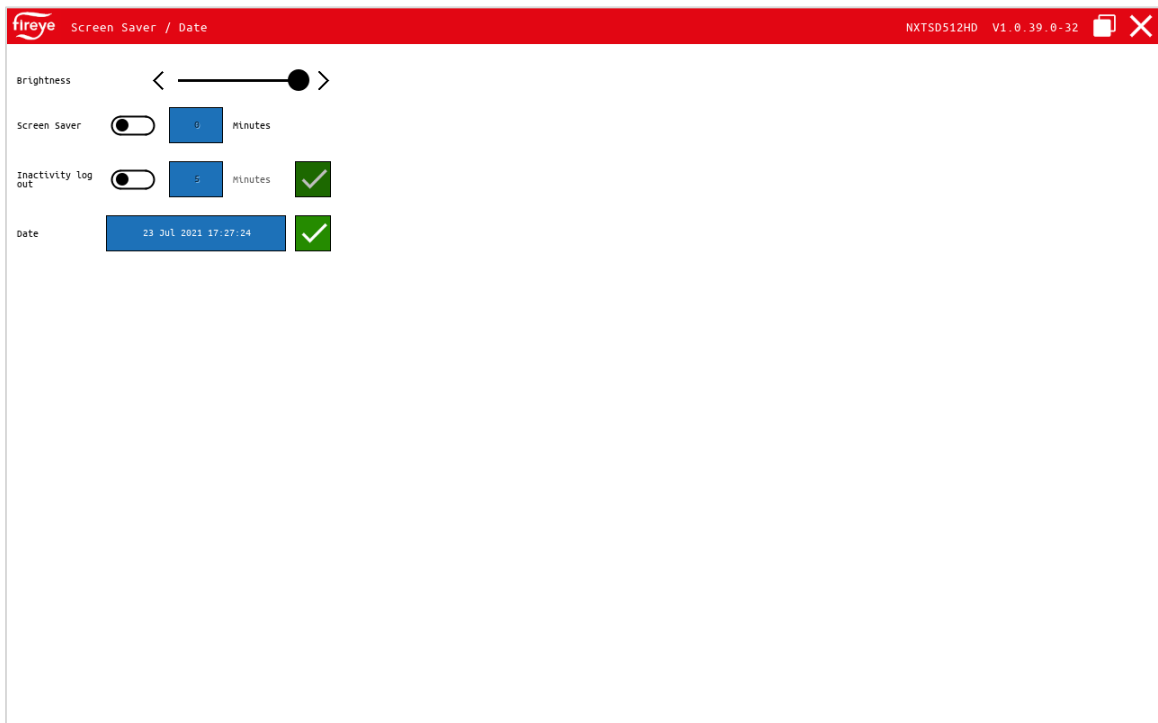 fireye
Screen Saver / Date
NXTSD512HD V1.0.39.0-32
Brightness
Screen Saver
0
Minutes
Inactivity log
out
5
Minutes
Date
23 Jul 2021 17:27:24